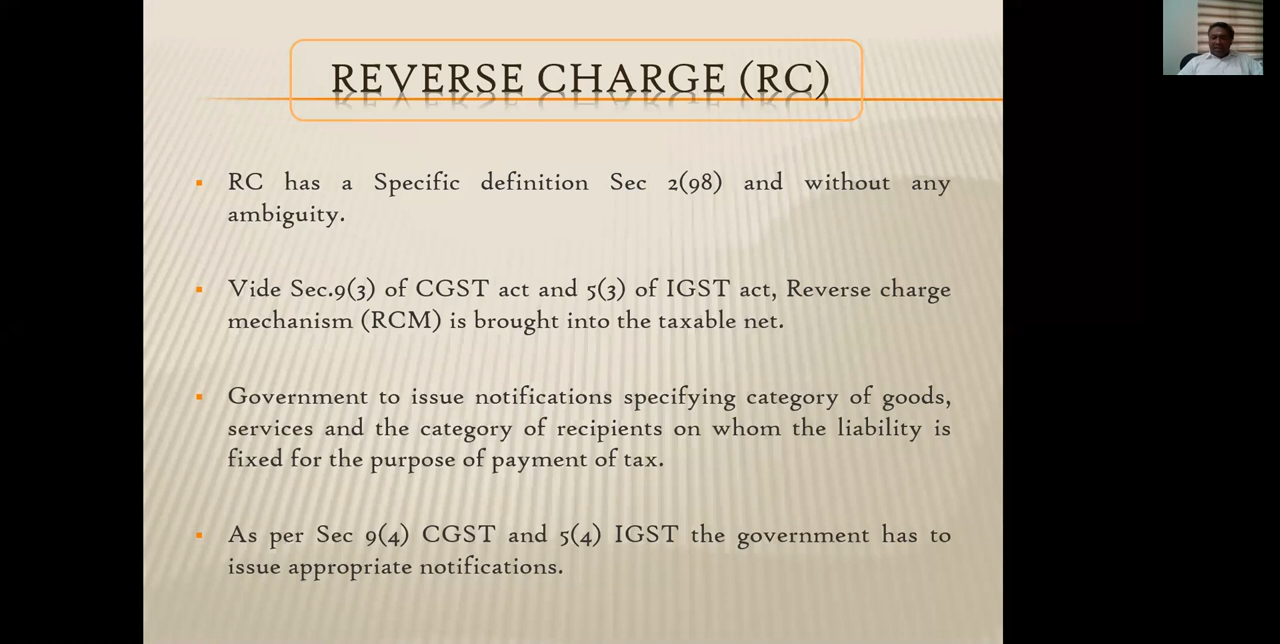 REVERSE CHARGE (RC)
RC has a Specific definition Sec 2(98) and without any
ambiguity.
Vide Sec.9(3) of CGST act and 5(3) of IGST act, Reverse charge
mechanism (RCM) is brought into the taxable net.
Government to issue notifications specifying category of goods,
services and the category of recipients on whom the liability is
fixed for the purpose of payment of tax.
As per Sec 9(4) CGST and 5(4) IGST the government has to
issue appropriate notifications.